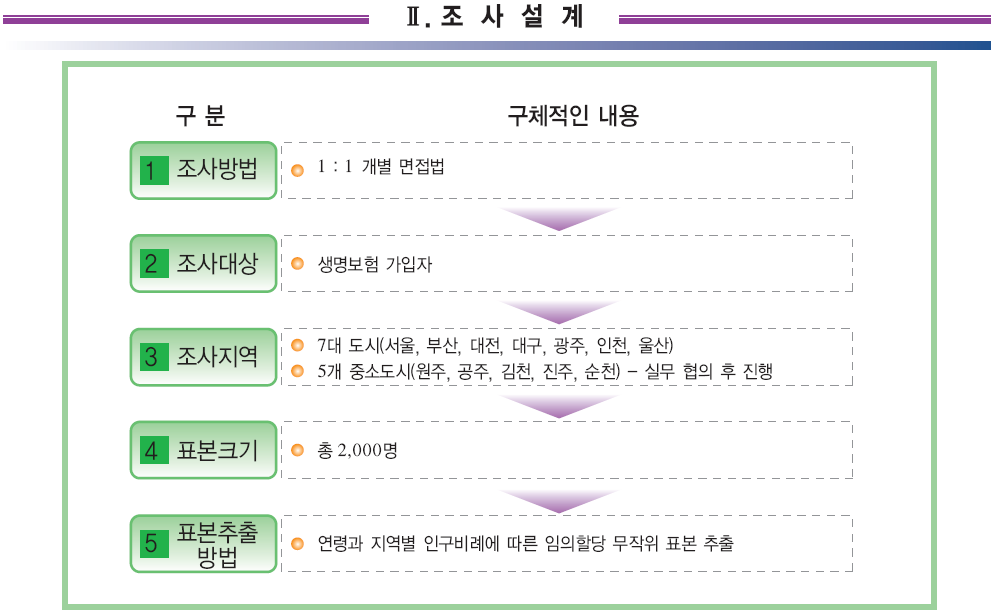 Ⅱ. 조 사 설 계
구 분
구체적인 내용
1 조사방법
1 : 1 개별 면접법
2 조사대상
생명보험 가입자
3 조사지역
7대 도시(서울, 부산, 대전, 대구, 광주, 인천, 울산)
5개 중소도시(원주, 공주, 김천, 진주, 순천) - 실무 협의 후 진행
4 표본크기
총 2,000명
5 표본추출
방법
연령과 지역별 인구비례에 따른 임의할당 무작위 표본 추출